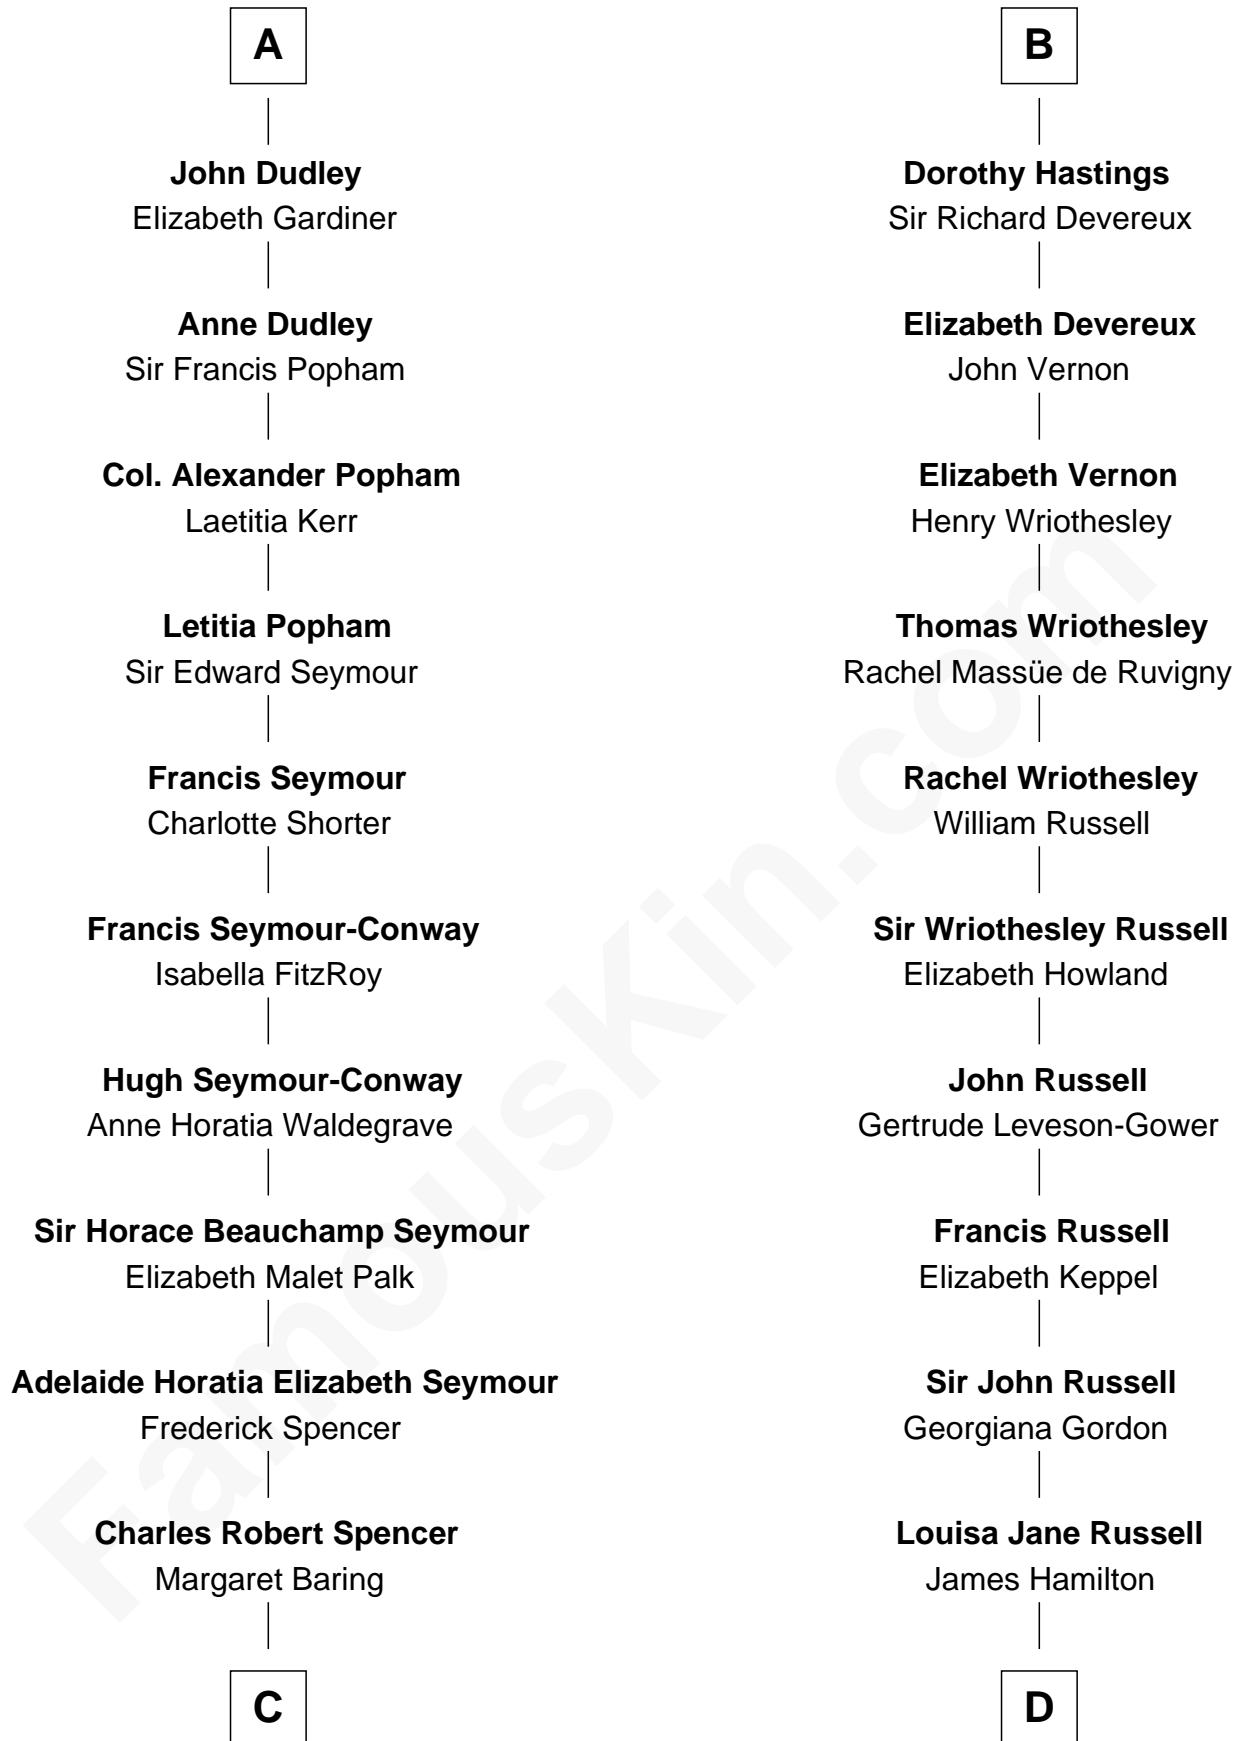 A
John Dudley
Elizabeth Gardiner
Anne Dudley
Sir Francis Popham
Col. Alexander Popham
Laetitia Kerr
Letitia Popham
Sir Edward Seymour
Francis Seymour
Charlotte Shorter
Francis Seymour-Conway
Isabella FitzRoy
Hugh Seymour-Conway
Anne Horatia Waldegrave
Sir Horace Beauchamp Seymour
Elizabeth Malet Palk
Adelaide Horatia Elizabeth Seymour
Frederick Spencer
Charles Robert Spencer
Margaret Baring
C
B
Dorothy Hastings
Sir Richard Devereux
Elizabeth Devereux
John Vernon
Elizabeth Vernon
Henry Wriothesley
Thomas Wriothesley
Rachel Massüe de Ruvigny
Rachel Wriothesley
William Russell
Sir Wriothesley Russell
Elizabeth Howland
John Russell
Gertrude Leveson-Gower
Francis Russell
Elizabeth Keppel
Sir John Russell
Georgiana Gordon
Louisa Jane Russell
James Hamilton
D
FamousKin.com